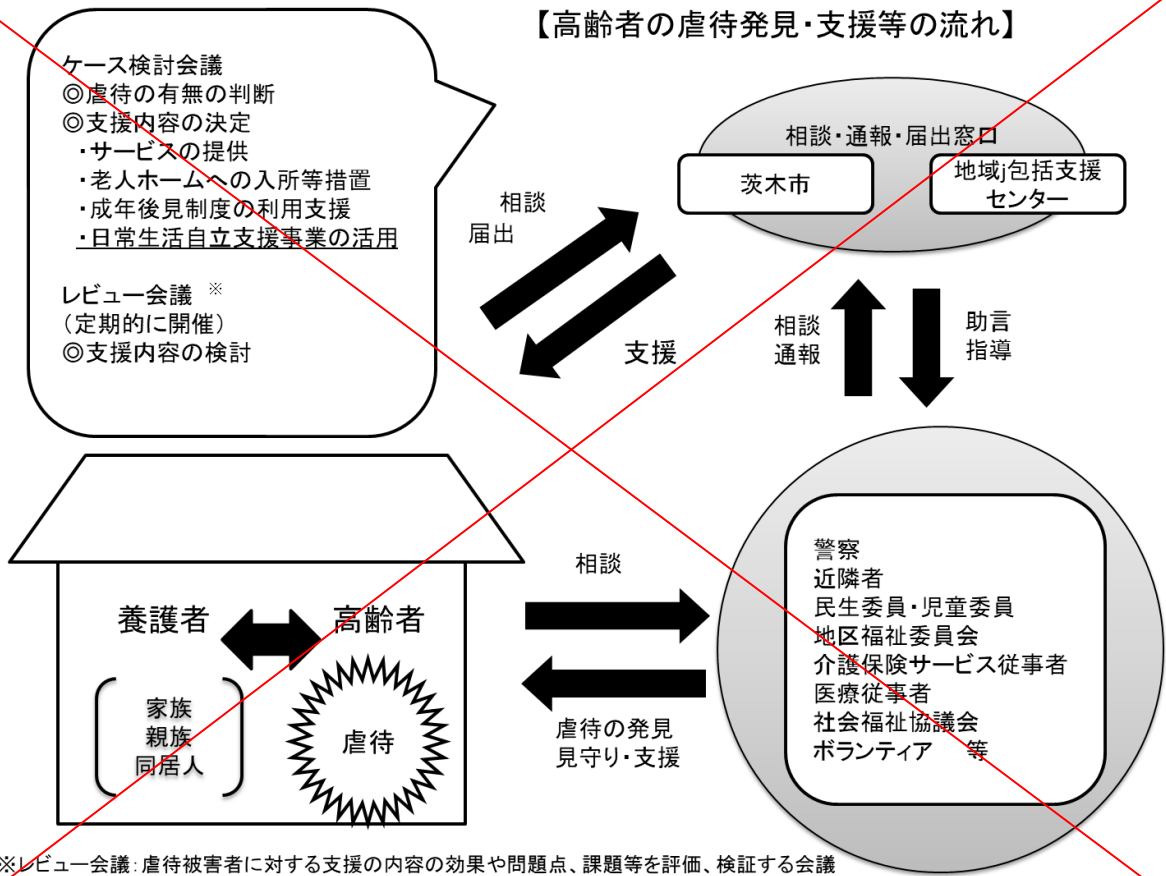 【高齢者の虐待発見・支援等の流れ】
ケース検討会議
◎虐待の有無の判断
◎支援内容の決定
・サービスの提供
・老人ホームへの入所等措置
・成年後見制度の利用支援
・日常生活自立支援事業の活用
レビュー会議 ※
（定期的に開催）
◎支援内容の検討
相談・通報・届出窓口
茨木市
地域j包括支援
センター
相談
届出
支援
相談
通報
助言
指導
養護者
高齢者
家族
親族
同居人
虐待
相談
虐待の発見
見守り・支援
警察
近隣者
民生委員・児童委員
地区福祉委員会
介護保険サービス従事者
医療従事者
社会福祉協議会
ボランティア 等
※レビュー会議：虐待被害者に対する支援の内容の効果や問題点、課題等を評価、検証する会議